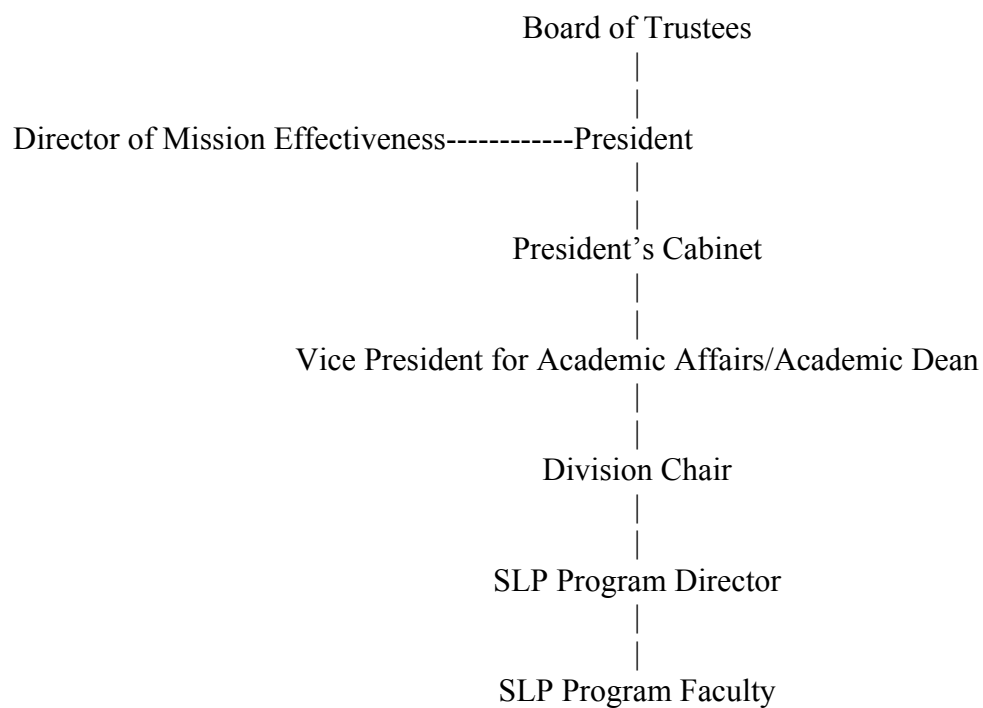 Board of Trustees
Director of Mission Effectiveness------------President
President’s Cabinet
Vice President for Academic Affairs/Academic Dean
Division Chair
SLP Program Director
SLP Program Faculty